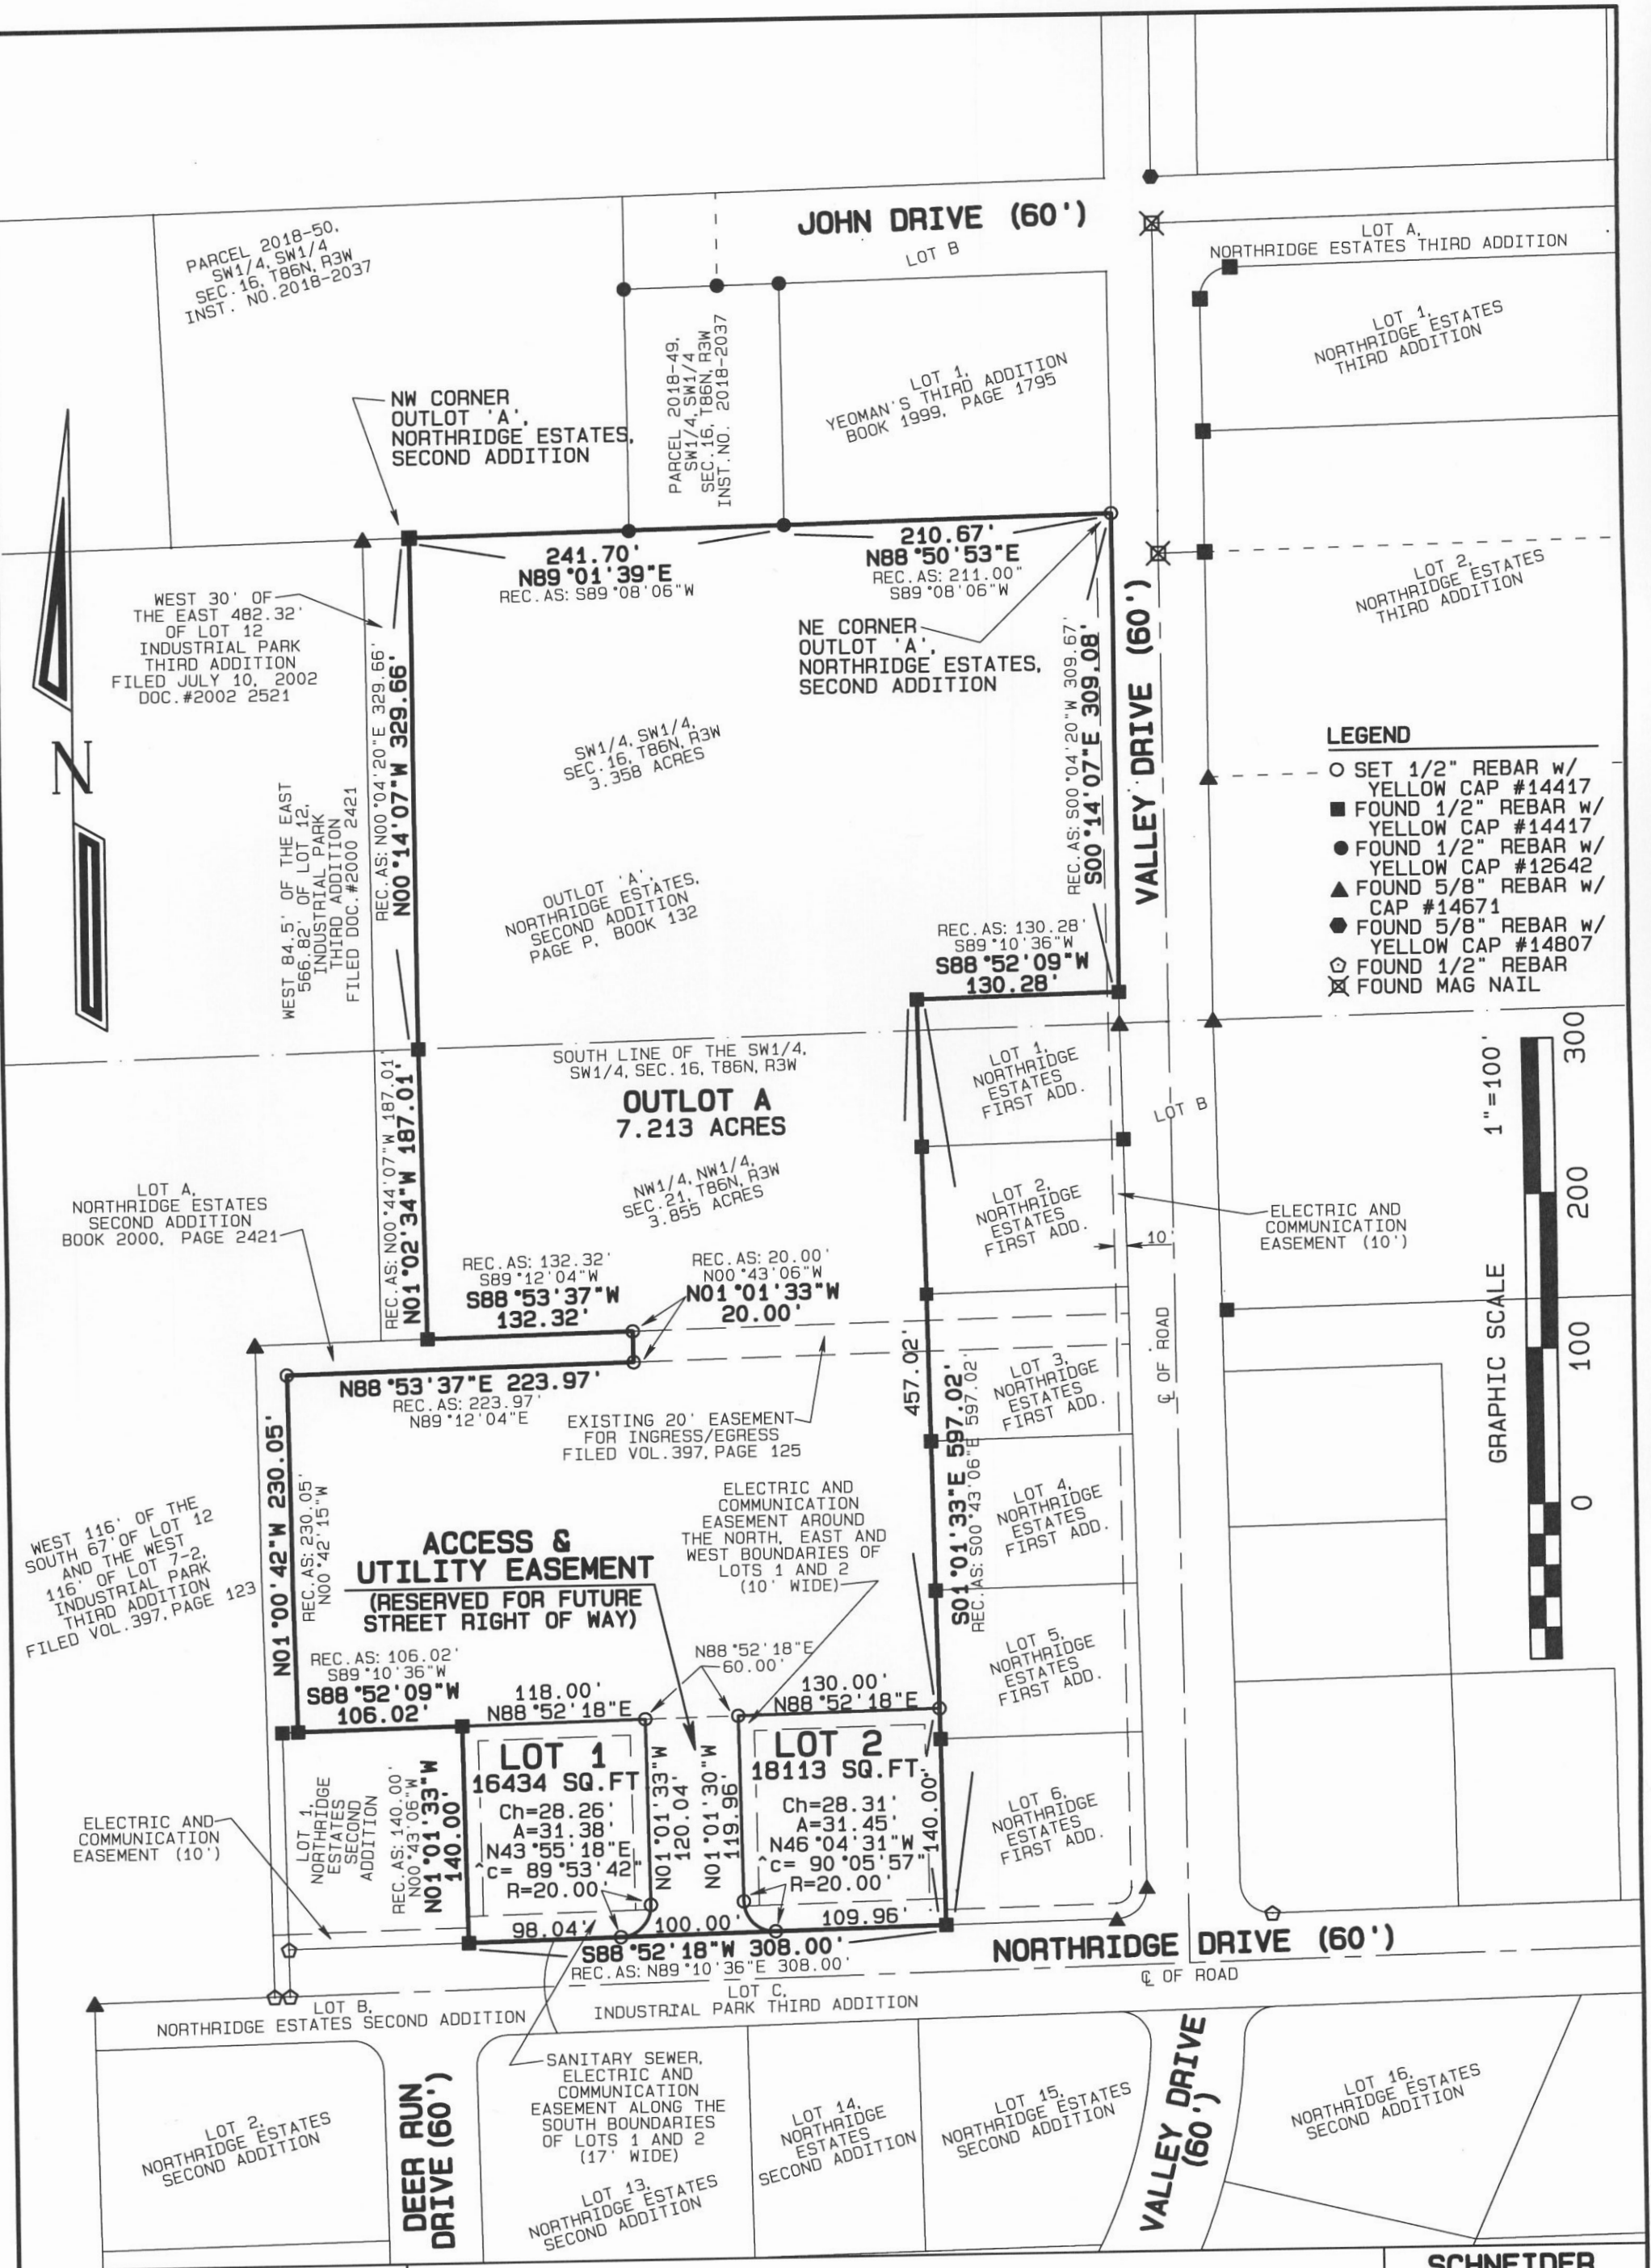 JOHN DRIVE (60')
LOT B
LOT A,
NORTHRIDGE ESTATES THIRD ADDITION
PARCEL 2018-50,
SW1/4, SW1/4
SEC.16, T86N, R3W
INST. NO.2018-2037
LOT 1,
NORTHRIDGE ESTATES
THIRD ADDITION
PARCEL 2018-49,
SW1/4, SW1/4
SEC.16, T86N, R3W
INST.NO. 2018-2037
LOT 1,
YEOMAN'S THIRD ADDITION
BOOK 1999, PAGE 1795
NW CORNER
OUTLOT 'A',
NORTHRIDGE ESTATES,
SECOND ADDITION
241.70'
N89°01'39"E
REC.AS: S89°08'06"W
210.67'
N88°50'53"E
REC.AS: 211.00"
S89°08'06"W
LOT 2,
NORTHRIDGE ESTATES
THIRD ADDITION
WEST 30' OF
THE EAST 482.32'
OF LOT 12
INDUSTRIAL PARK
THIRD ADDITION
FILED JULY 10, 2002
DOC.#2002 2521
NE CORNER
OUTLOT 'A',
NORTHRIDGE ESTATES,
SECOND ADDITION
REC.AS: N00°04'20"E 329.66'
N00°14'07"W 329.66'
REC.AS: S00°04'20"W 309.67'
S00°14'07"E 309.08'
VALLEY DRIVE (60')
N
SW1/4, SW1/4,
SEC.16, T86N, R3W
3.358 ACRES
LEGEND
SET 1/2" REBAR W/
YELLOW CAP #14417
FOUND 1/2" REBAR W/
YELLOW CAP #14417
FOUND 1/2" REBAR W/
YELLOW CAP #12642
FOUND 5/8" REBAR W/
CAP #14671
FOUND 5/8" REBAR W/
YELLOW CAP #14807
FOUND 1/2" REBAR
FOUND MAG NAIL
WEST 84.5' OF THE EAST
566.82' OF LOT 12,
INDUSTRIAL PARK
THIRD ADDITION
FILED DOC.#2000 2421
OUTLOT 'A',
NORTHRIDGE ESTATES,
SECOND ADDITION
PAGE P, BOOK 132
REC.AS: 130.28'
S89°10'36"W
S88°52'09"W
130.28'
SOUTH LINE OF THE SW1/4,
SW1/4, SEC.16, T86N, R3W
OUTLOT A
7.213 ACRES
NW1/4, NW1/4,
SEC.21, T86N, R3W
3.855 ACRES
LOT 1,
NORTHRIDGE
ESTATES
FIRST ADD.
LOT B
GRAPHIC SCALE 1"=100'
300
200
100
0
REC.AS: N00°44'07"W 187.01'
N01°02'34"W 187.01'
LOT A,
NORTHRIDGE ESTATES
SECOND ADDITION
BOOK 2000, PAGE 2421
LOT 2,
NORTHRIDGE
ESTATES
FIRST ADD.
ELECTRIC AND
COMMUNICATION
EASEMENT (10')
10'
REC.AS: 132.32'
S89°12'04"W
S88°53'37"W
132.32'
REC.AS: 20.00'
N00°43'06"W
N01°01'33"W
20.00'
N88°53'37"E 223.97'
REC.AS: 223.97'
N89°12'04"E
EXISTING 20' EASEMENT
FOR INGRESS/EGRESS
FILED VOL.397, PAGE 125
457.02'
S01°01'33"E 597.02'
REC.AS: S00°43'06"E 597.02'
LOT 3,
NORTHRIDGE
ESTATES
FIRST ADD.
℄ OF ROAD
N01°00'42"W 230.05'
REC.AS: 230.05'
N00°42'15"W
WEST 116' OF THE
SOUTH 67'OF LOT 12
AND THE WEST
116' OF LOT 7-2,
INDUSTRIAL PARK
THIRD ADDITION
FILED VOL.397, PAGE 123
ACCESS &
UTILITY EASEMENT
(RESERVED FOR FUTURE
STREET RIGHT OF WAY)
ELECTRIC AND
COMMUNICATION
EASEMENT AROUND
THE NORTH, EAST AND
WEST BOUNDARIES OF
LOTS 1 AND 2
(10' WIDE)
LOT 4,
NORTHRIDGE
ESTATES
FIRST ADD.
LOT 5,
NORTHRIDGE
ESTATES
FIRST ADD.
REC.AS: 106.02'
S89°10'36"W
S88°52'09"W
106.02'
118.00'
N88°52'18"E
N88°52'18"E
60.00'
130.00'
N88°52'18"E
LOT 1,
NORTHRIDGE
ESTATES
SECOND
ADDITION
REC.AS: 140.00'
N00°43'06"W
N01°01'33"W
140.00'
LOT 1
16434 SQ.FT
Ch=28.26'
A=31.38'
N43°55'18"E
^c= 89°53'42"
R=20.00'
N01°01'33"W
120.04'
N01°01'30"W
119.96'
LOT 2
18113 SQ.FT.
Ch=28.31'
A=31.45'
N46°04'31"W
^c= 90°05'57"
R=20.00'
140.00'
LOT 6,
NORTHRIDGE
ESTATES
FIRST ADD.
ELECTRIC AND
COMMUNICATION
EASEMENT (10')
98.04'
100.00'
109.96'
S88°52'18"W 308.00'
REC.AS: N89°10'36"E 308.00'
NORTHRIDGE DRIVE (60')
℄ OF ROAD
LOT B,
NORTHRIDGE ESTATES SECOND ADDITION
LOT C,
INDUSTRIAL PARK THIRD ADDITION
LOT 2,
NORTHRIDGE ESTATES
SECOND ADDITION
DEER RUN
DRIVE (60')
SANITARY SEWER,
ELECTRIC AND
COMMUNICATION
EASEMENT ALONG THE
SOUTH BOUNDARIES
OF LOTS 1 AND 2
(17' WIDE)
LOT 13,
NORTHRIDGE ESTATES
SECOND ADDITION
LOT 14,
NORTHRIDGE
ESTATES
SECOND ADDITION
LOT 15,
NORTHRIDGE ESTATES
SECOND ADDITION
VALLEY DRIVE
(60')
LOT 16,
NORTHRIDGE ESTATES
SECOND ADDITION
SCHNEIDER